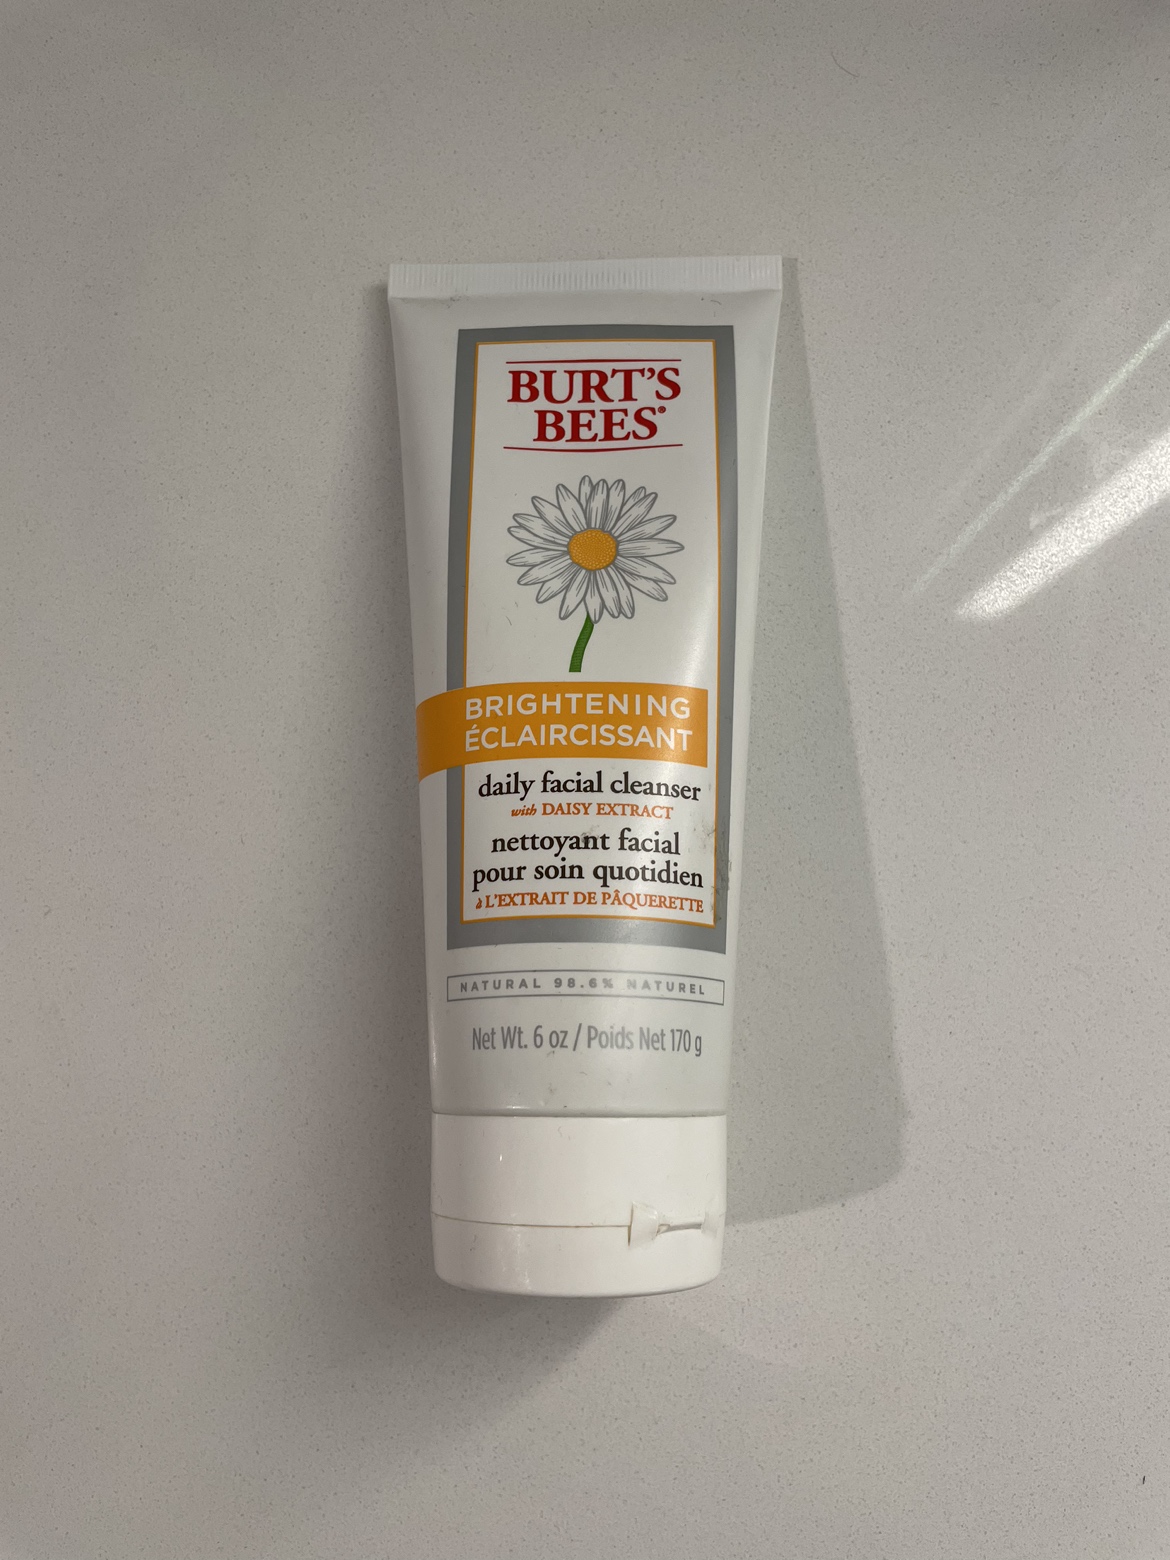 BURT'S
BEES®
BRIGHTENING
ÉCLAIRCISSANT
daily facial cleanser
with DAISY EXTRACT
nettoyant facial
pour soin quotidien
à L'EXTRAIT DE PÂQUERETTE
NATURAL 98.6% NATUREL
Net Wt. 6 oz / Poids Net 170 g